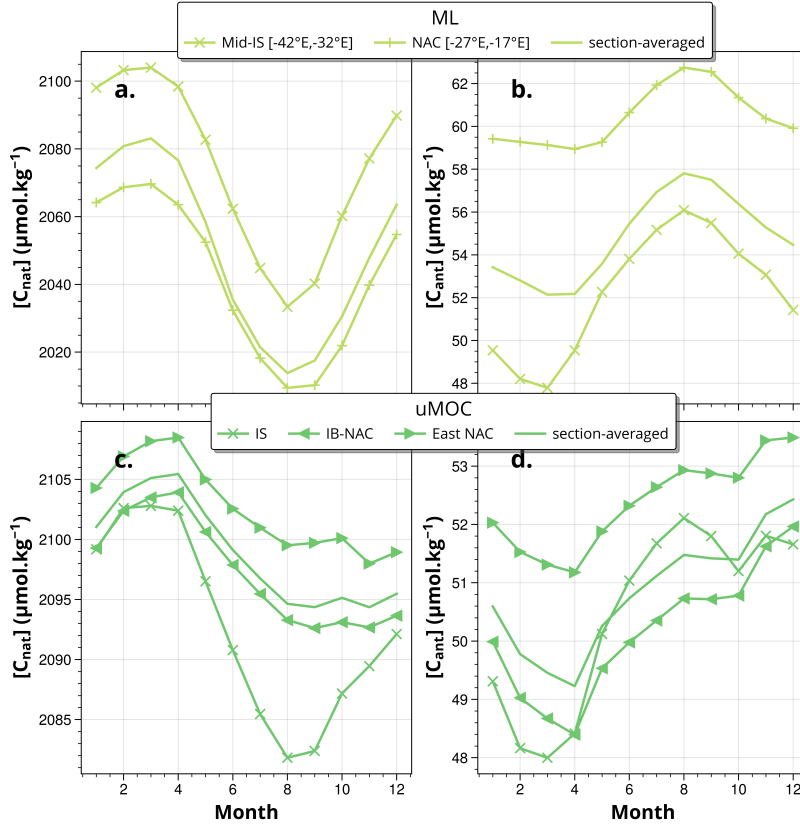 ML
Mid-IS [-42°E,-32°E] NAC [-27°E,-17°E] section-averaged
a.
2100
2080
2060
2040
2020
[Cnat] (μmol.kg⁻¹)
b.
62
60
58
56
54
52
50
48
[Cant] (μmol.kg⁻¹)
uMOC
IS IB-NAC East NAC section-averaged
c.
2105
2100
2095
2090
2085
[Cnat] (μmol.kg⁻¹)
2 4 6 8 10 12
Month
d.
53
52
51
50
49
48
[Cant] (μmol.kg⁻¹)
2 4 6 8 10 12
Month